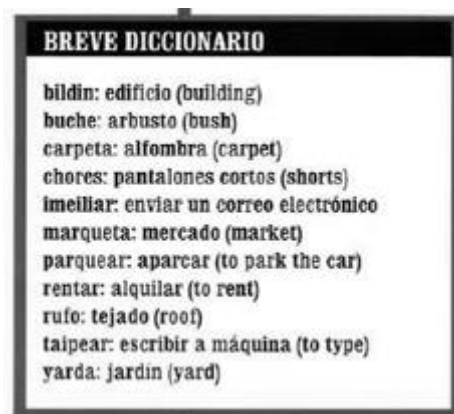 BREVE DICCIONARIO
bildin: edificio (building)
buche: arbusto (bush)
carpeta: alfombra (carpet)
chores: pantalones cortos (shorts)
imeiliar: enviar un correo electrónico
marqueta: mercado (market)
parquear: aparcar (to park the car)
rentar: alquilar (to rent)
rufo: tejado (roof)
taipear: escribir a máquina (to type)
yarda: jardín (yard)